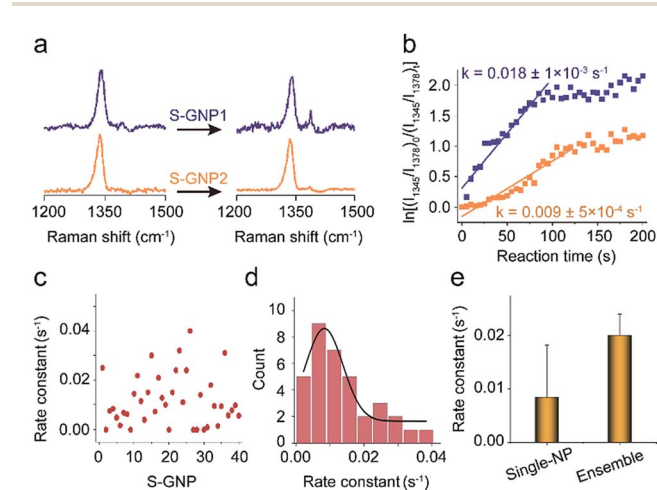 a
S-GNP1
S-GNP2
1200 1350 1500
1200 1350 1500
Raman shift (cm⁻¹)
Raman shift (cm⁻¹)
b
k = 0.018 ± 1×10⁻³ s⁻¹
k = 0.009 ± 5×10⁻⁴ s⁻¹
ln[(I₁₃₄₅/I₁₃₇₈)₀/(I₁₃₄₅/I₁₃₇₈)ₜ]
2.0
1.5
1.0
0.5
0.0
0 50 100 150 200
Reaction time (s)
c
Rate constant (s⁻¹)
0.04
0.02
0.00
0 10 20 30 40
S-GNP
d
Count
10
8
6
4
2
0
0.00 0.02 0.04
Rate constant (s⁻¹)
e
Rate constant (s⁻¹)
0.02
0.01
0.00
Single-NP
Ensemble